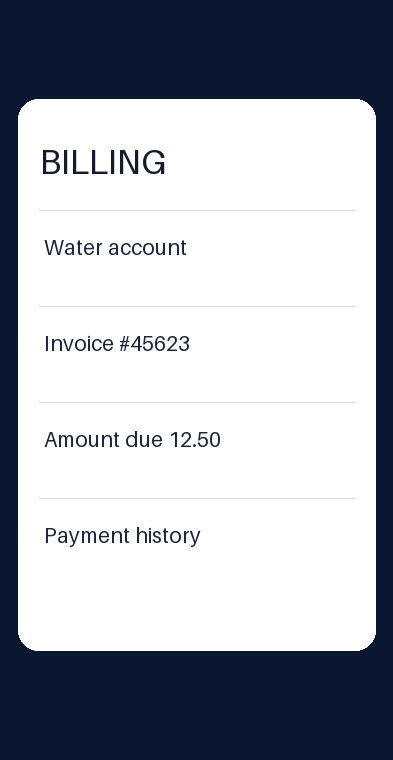 BILLING
Water account
Invoice #45623
Amount due 12.50
Payment history